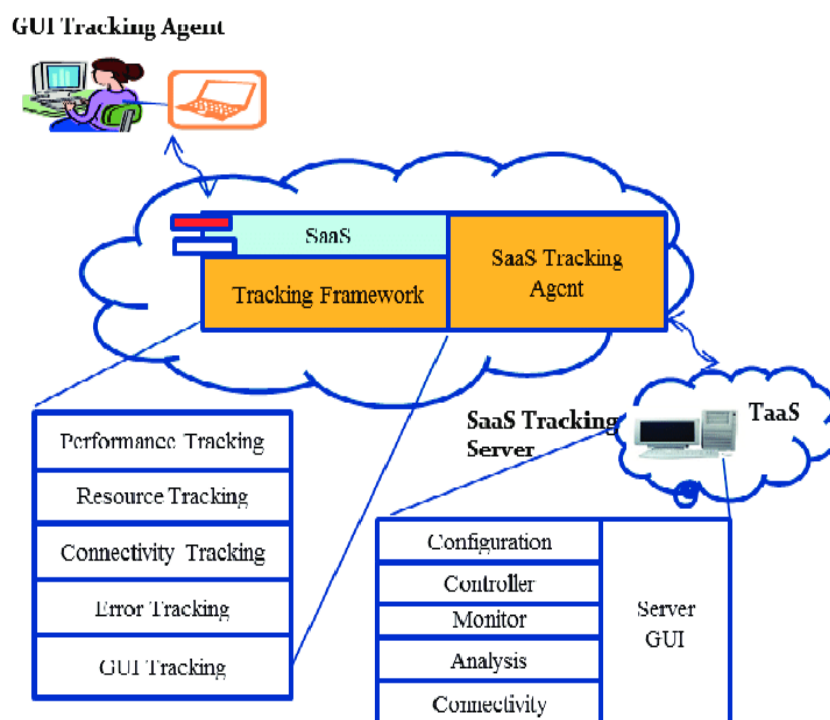 GUI Tracking Agent
SaaS
Tracking Framework
SaaS Tracking
Agent
Performance Tracking
Resource Tracking
Connectivity Tracking
Error Tracking
GUI Tracking
SaaS Tracking
Server
TaaS
Configuration
Controller
Monitor
Analysis
Connectivity
Server
GUI